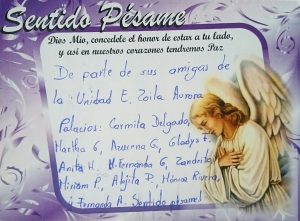 Sentido Pésame
Dios Mío, concédele el honor de estar a tu lado,
y así en nuestros corazones tendremos Paz
De parte de sus amigas de
la Unidad E. Zoila Aurora
Palacios: Carmita Delgado,
Martha G, Azucena G, Gladys
Anita H. M. Fernanda G, Zandrita,
Miriam P, Alojita P, Mónica Rivera,
Fernanda A. Sentido pésame!